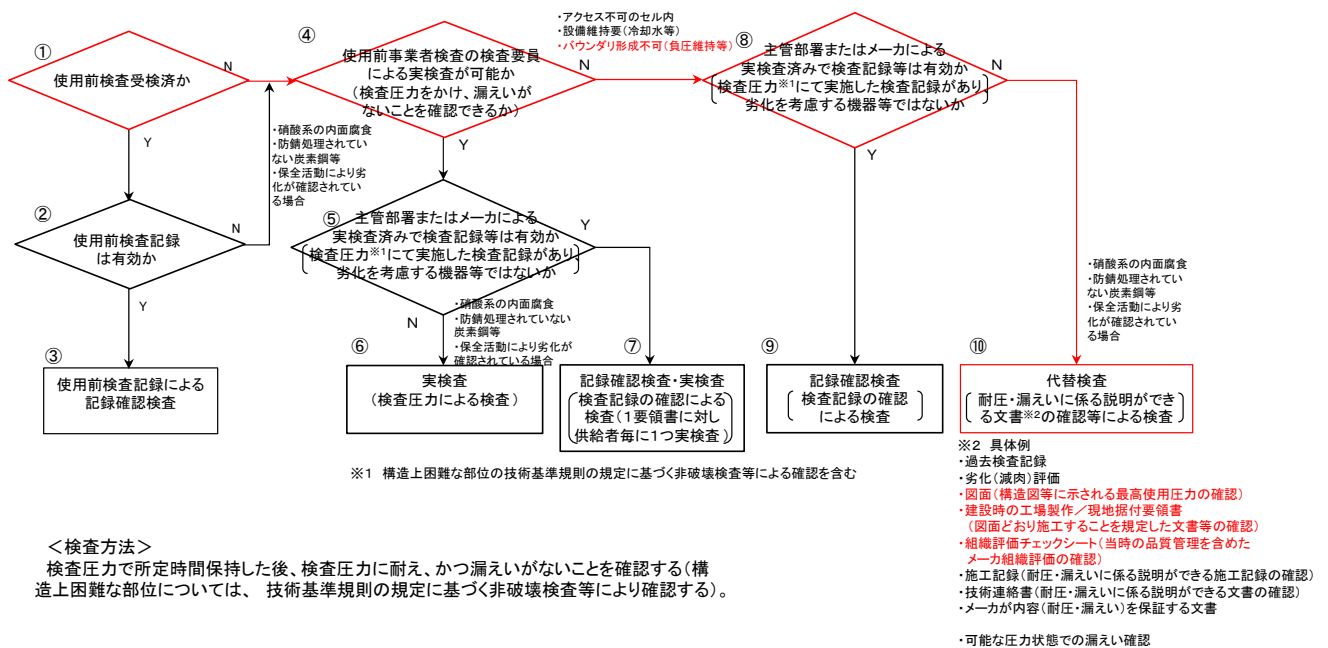 ①
使用前検査受検済か
N
Y
②
使用前検査記録
は有効か
N
Y
・硝酸系の内面腐食
・防錆処理されてい
ない炭素鋼等
・保全活動により劣
化が確認されてい
る場合
③
使用前検査記録による
記録確認検査
④
使用前事業者検査の検査要員
による実検査が可能か
(検査圧力をかけ、漏えいが
ないことを確認できるか)
N
Y
・アクセス不可のセル内
・設備維持要(冷却水等)
・バウンダリ形成不可(負圧維持等)
⑤
主管部署またはメーカによる
実検査済みで検査記録等は有効か
検査圧力※1にて実施した検査記録があり、
劣化を考慮する機器等ではないか
Y
N
・硝酸系の内面腐食
・防錆処理されていない
炭素鋼等
・保全活動により劣化が
確認されている場合
⑥
実検査
(検査圧力による検査)
⑦
記録確認検査・実検査
検査記録の確認による
検査(1要領書に対し
供給者毎に1つ実検査)
⑧
主管部署またはメーカによる
実検査済みで検査記録等は有効か
検査圧力※1にて実施した検査記録があり、
劣化を考慮する機器等ではないか
N
Y
・硝酸系の内面腐食
・防錆処理されてい
ない炭素鋼等
・保全活動により劣
化が確認されてい
る場合
⑨
記録確認検査
検査記録の確認
による検査
⑩
代替検査
耐圧・漏えいに係る説明ができ
る文書※2の確認等による検査
※1 構造上困難な部位の技術基準規則の規定に基づく非破壊検査等による確認を含む
※2 具体例
・過去検査記録
・劣化(減肉)評価
・図面(構造図等に示される最高使用圧力の確認)
・建設時の工場製作/現地据付要領書
(図面どおり施工することを規定した文書等の確認)
・組織評価チェックシート(当時の品質管理を含めた
メーカ組織評価の確認)
・施工記録(耐圧・漏えいに係る説明ができる施工記録の確認)
・技術連絡書(耐圧・漏えいに係る説明ができる文書の確認)
・メーカが内容(耐圧・漏えい)を保証する文書
・可能な圧力状態での漏えい確認
<検査方法>
検査圧力で所定時間保持した後、検査圧力に耐え、かつ漏えいがないことを確認する(構
造上困難な部位については、 技術基準規則の規定に基づく非破壊検査等により確認する)。